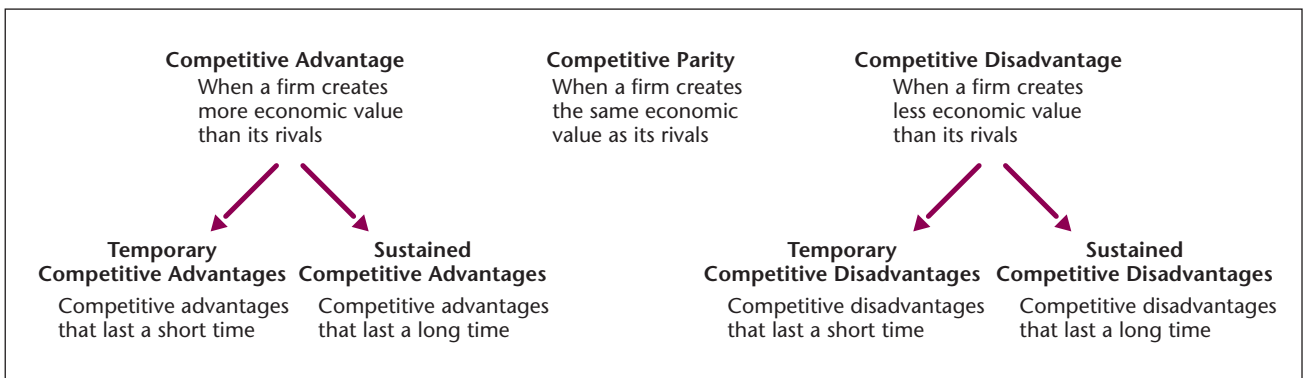 Competitive Advantage
When a firm creates
more economic value
than its rivals
Competitive Parity
When a firm creates
the same economic
value as its rivals
Competitive Disadvantage
When a firm creates
less economic value
than its rivals
Temporary
Competitive Advantages
Competitive advantages
that last a short time
Sustained
Competitive Advantages
Competitive advantages
that last a long time
Temporary
Competitive Disadvantages
Competitive disadvantages
that last a short time
Sustained
Competitive Disadvantages
Competitive disadvantages
that last a long time